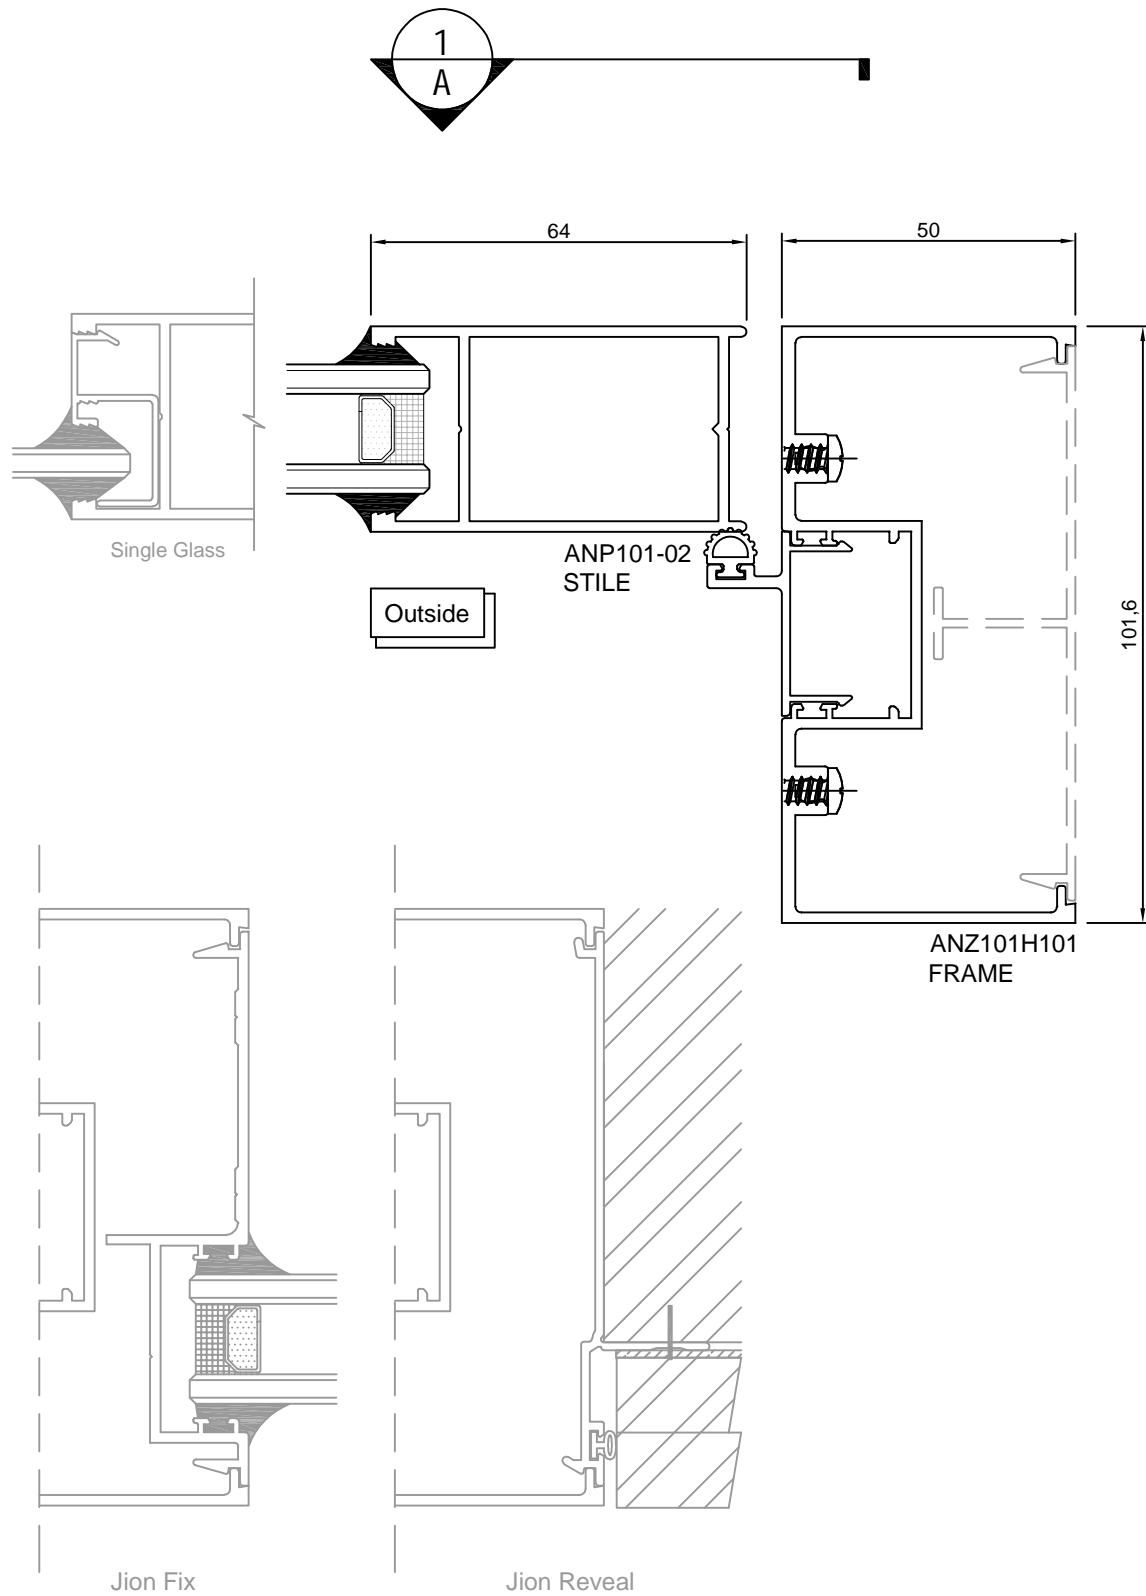 1
A
64
50
Single Glass
ANP101-02
STILE
Outside
101,6
ANZ101H101
FRAME
Jion Fix
Jion Reveal